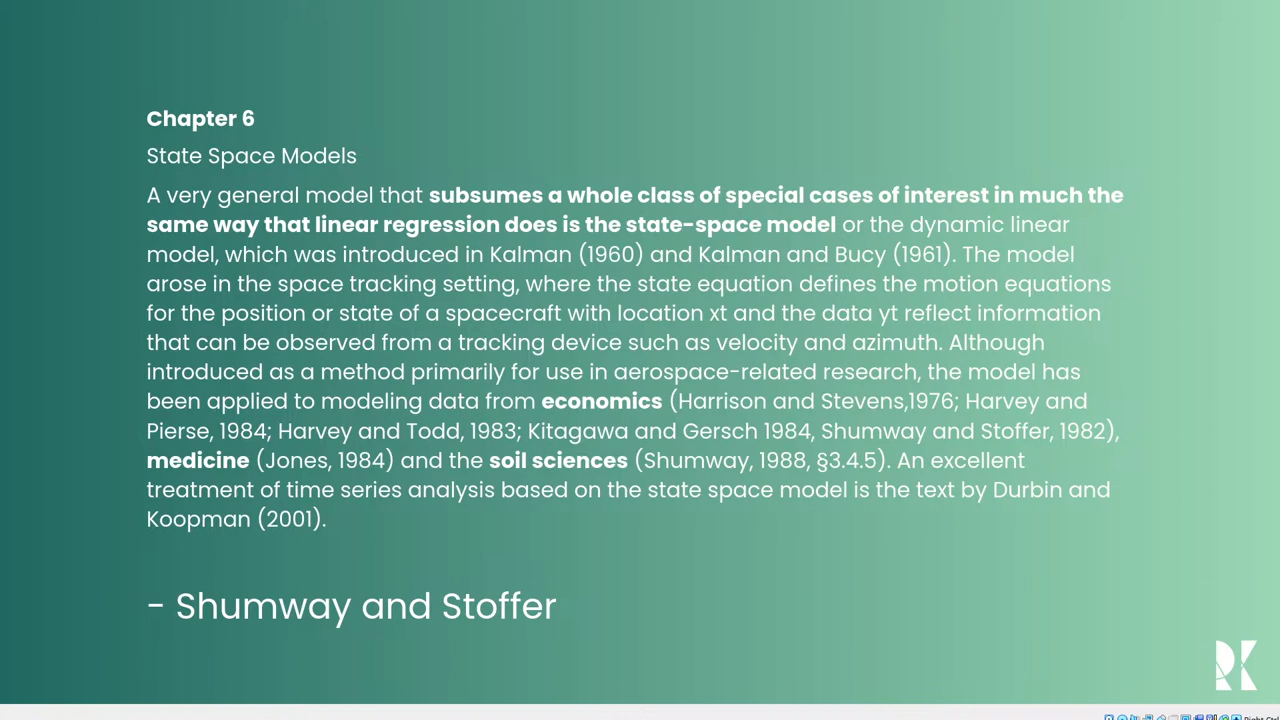 Chapter 6
State Space Models
A very general model that subsumes a whole class of special cases of interest in much the
same way that linear regression does is the state-space model or the dynamic linear
model, which was introduced in Kalman (1960) and Kalman and Bucy (1961). The model
arose in the space tracking setting, where the state equation defines the motion equations
for the position or state of a spacecraft with location xt and the data yt reflect information
that can be observed from a tracking device such as velocity and azimuth. Although
introduced as a method primarily for use in aerospace-related research, the model has
been applied to modeling data from economics (Harrison and Stevens,1976; Harvey and
Pierse, 1984; Harvey and Todd, 1983; Kitagawa and Gersch 1984, Shumway and Stoffer, 1982),
medicine (Jones, 1984) and the soil sciences (Shumway, 1988, §3.4.5). An excellent
treatment of time series analysis based on the state space model is the text by Durbin and
Koopman (2001).
- Shumway and Stoffer
RK